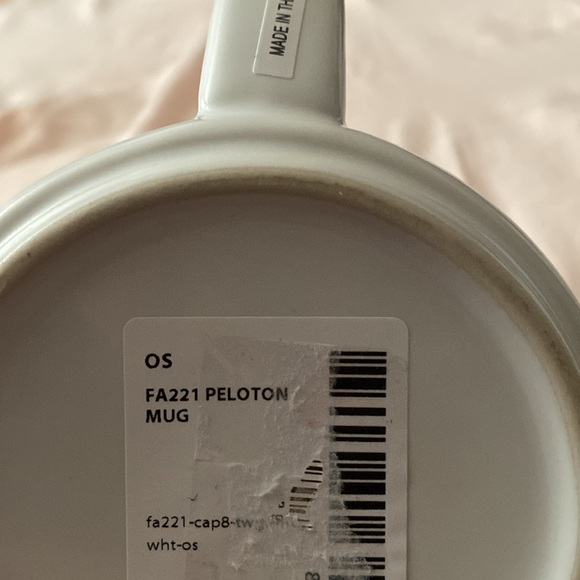 MADE IN TH
OS
FA221 PELOTON
MUG
fa221-cap8-tw
wht-os